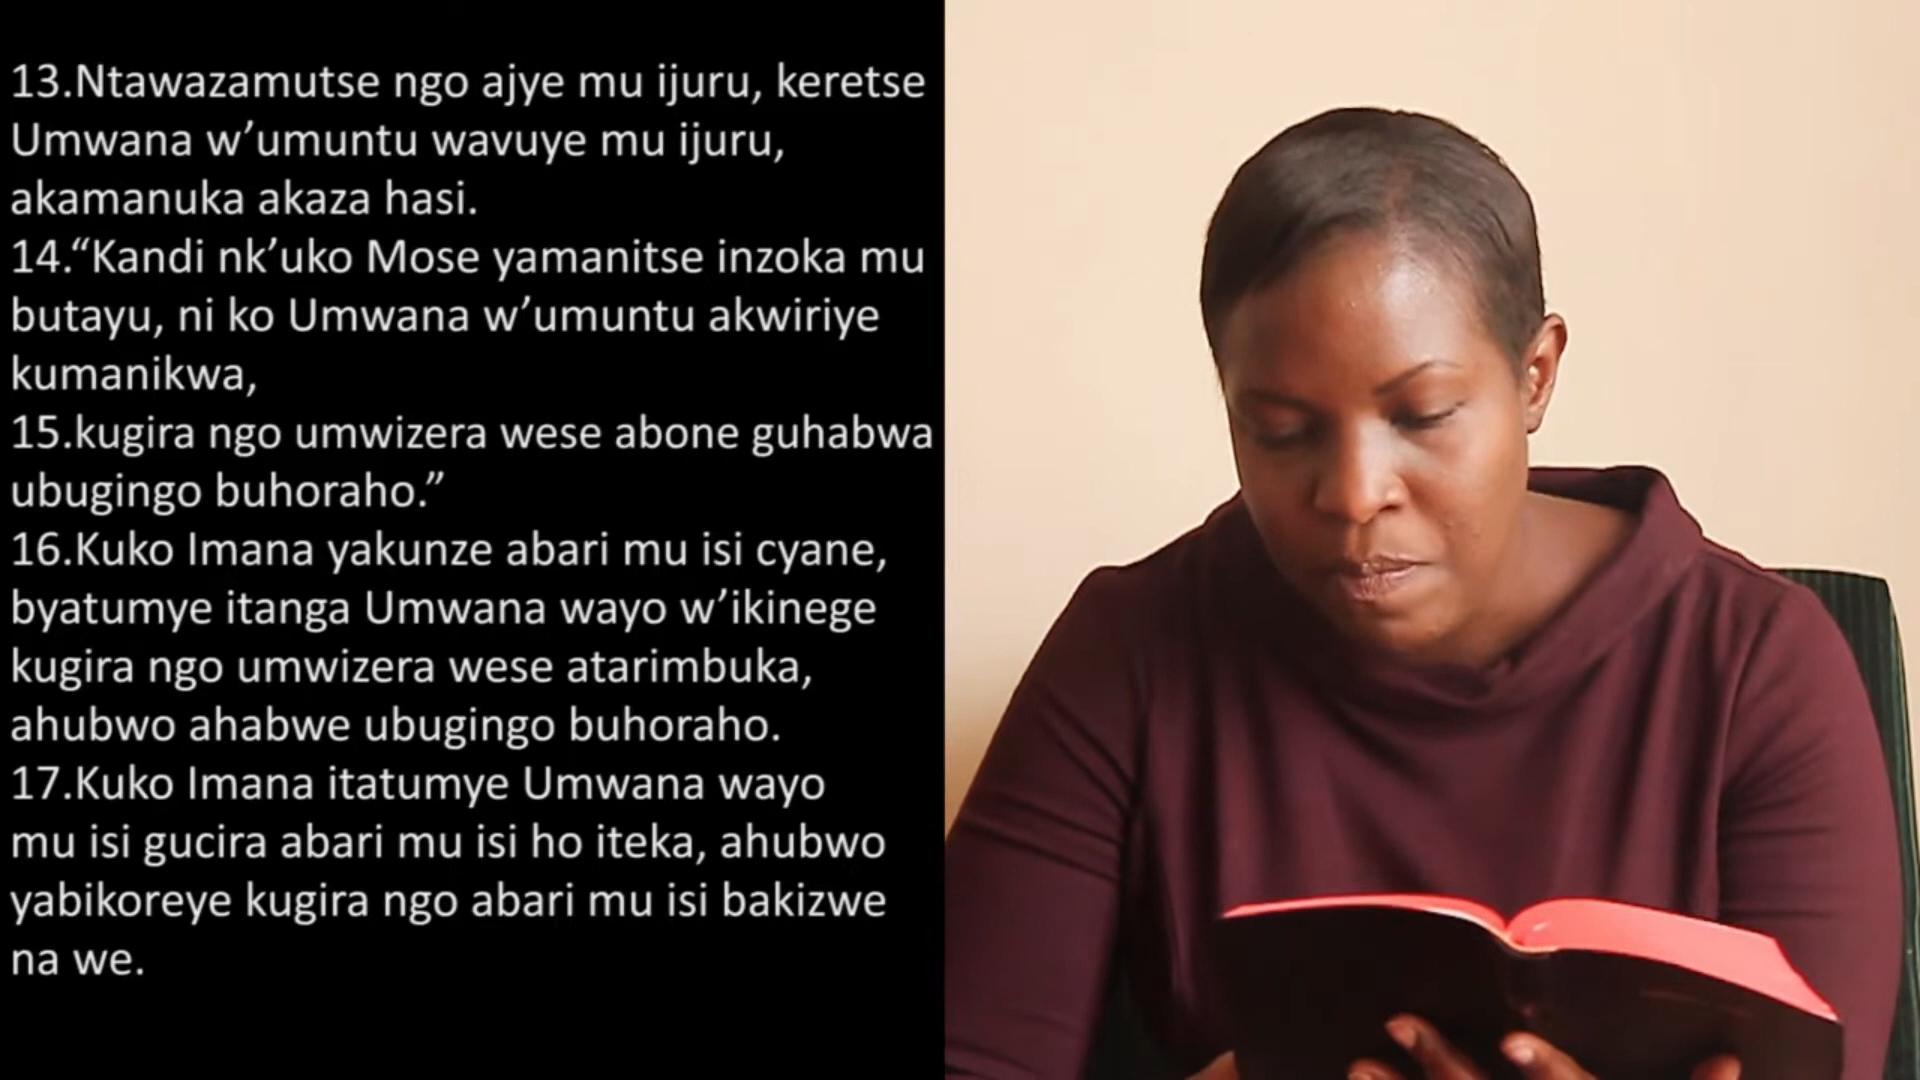 13.Ntawazamutse ngo ajye mu ijuru, keretse
Umwana w’umuntu wavuye mu ijuru,
akamanuka akaza hasi.
14.“Kandi nk’uko Mose yamanitse inzoka mu
butayu, ni ko Umwana w’umuntu akwiriye
kumanikwa,
15.kugira ngo umwizera wese abone guhabwa
ubugingo buhoraho.”
16.Kuko Imana yakunze abari mu isi cyane,
byatumye itanga Umwana wayo w’ikinege
kugira ngo umwizera wese atarimbuka,
ahubwo ahabwe ubugingo buhoraho.
17.Kuko Imana itatumye Umwana wayo
mu isi gucira abari mu isi ho iteka, ahubwo
yabikoreye kugira ngo abari mu isi bakizwe
na we.